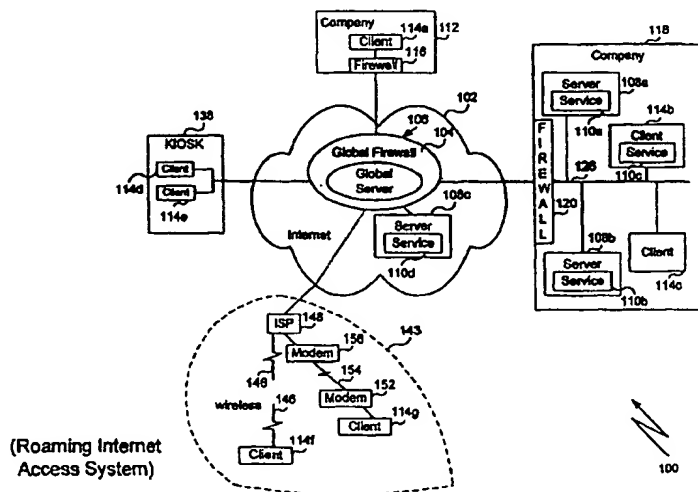 Company
114a
Client
112
116
Firewall
118
Company
Server
108a
Service
110a
114b
Client
Service
110c
126
FIREWALL
120
108b
Server
Service
110b
Client
114c
102
106
104
Global Firewall
Global
Server
108c
Server
Service
110d
Internet
138
KIOSK
Client
114d
Client
114e
ISP
148
143
Modem
156
154
146
wireless
146
152
Modem
Client
114g
114f
Client
(Roaming Internet
Access System)
100